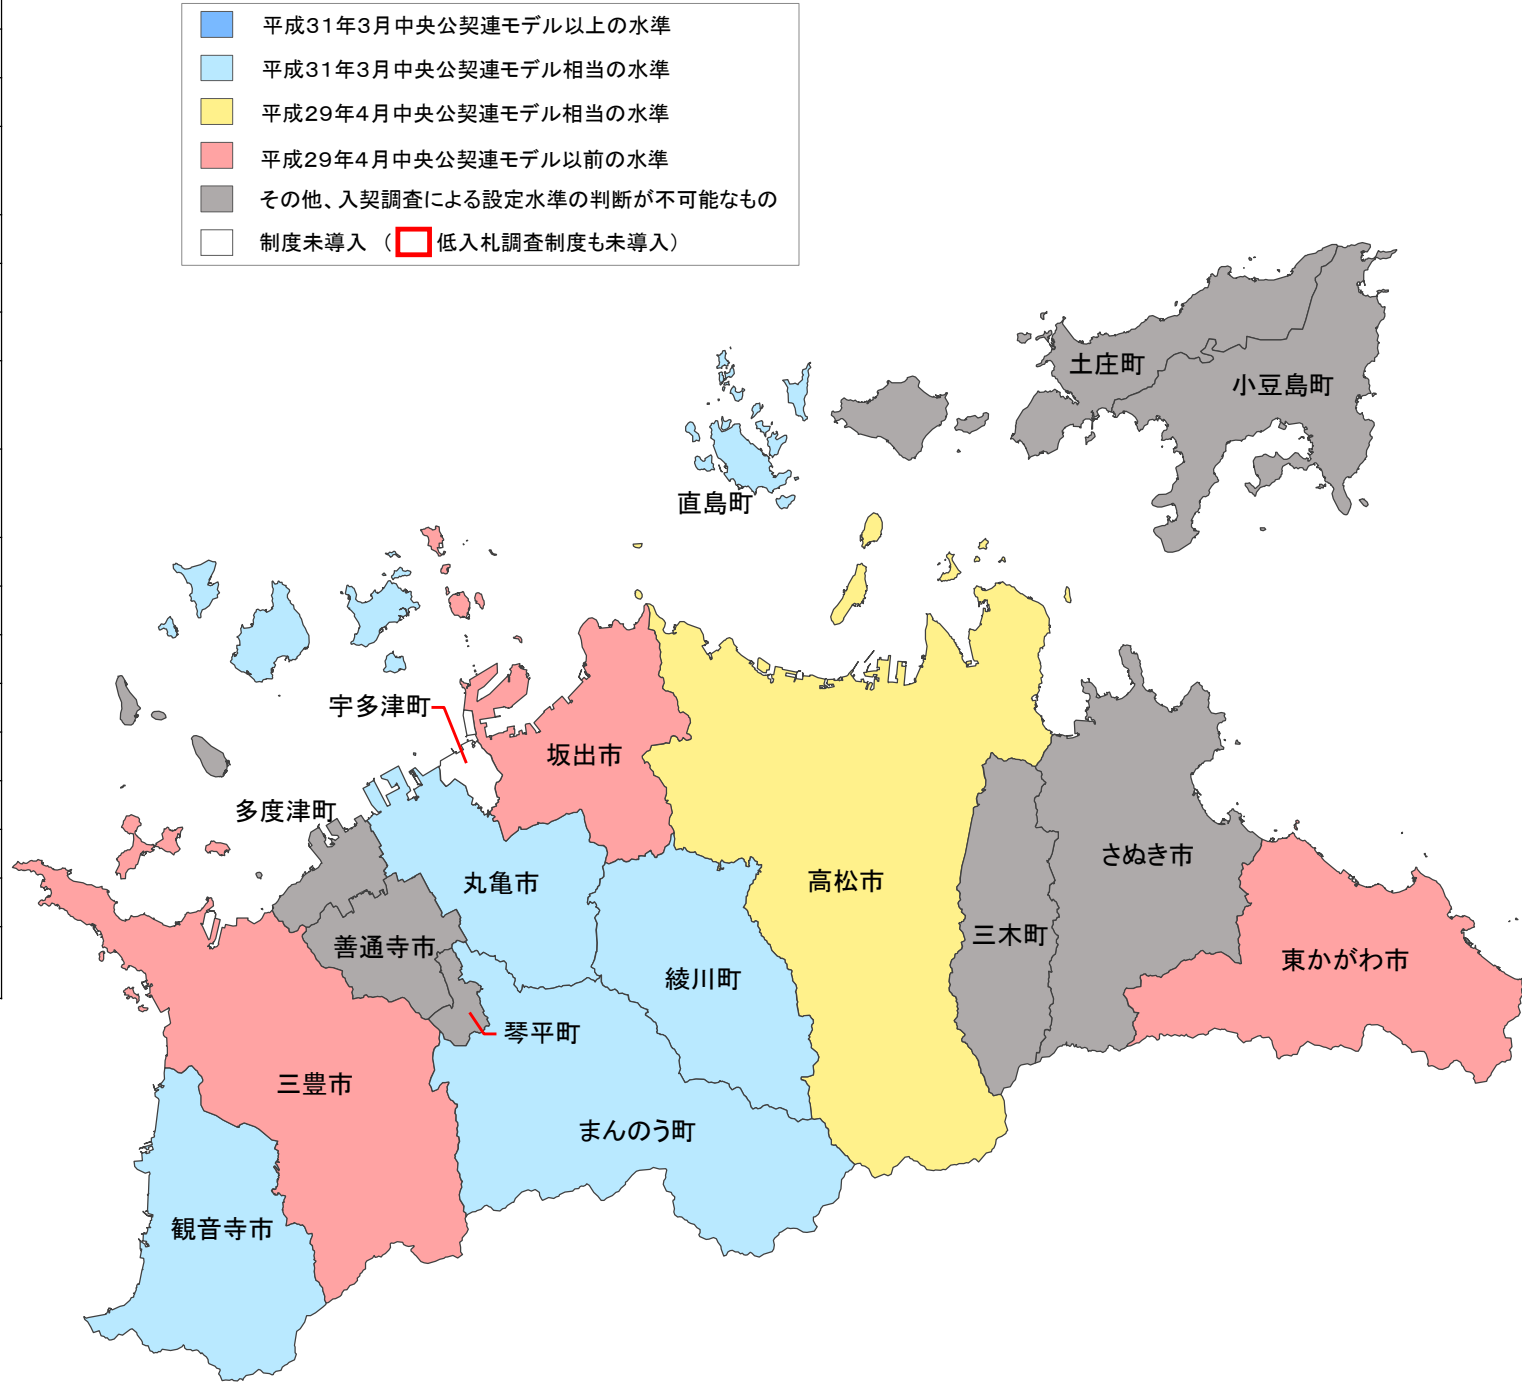 平成31年3月中央公契連モデル以上の水準
平成31年3月中央公契連モデル相当の水準
平成29年4月中央公契連モデル相当の水準
平成29年4月中央公契連モデル以前の水準
その他、入契調査による設定水準の判断が不可能なもの
制度未導入 ( 低入札調査制度も未導入)
土庄町
小豆島町
直島町
宇多津町
坂出市
多度津町
さぬき市
丸亀市
高松市
三木町
善通寺市
東かがわ市
綾川町
琴平町
三豊市
まんのう町
観音寺市